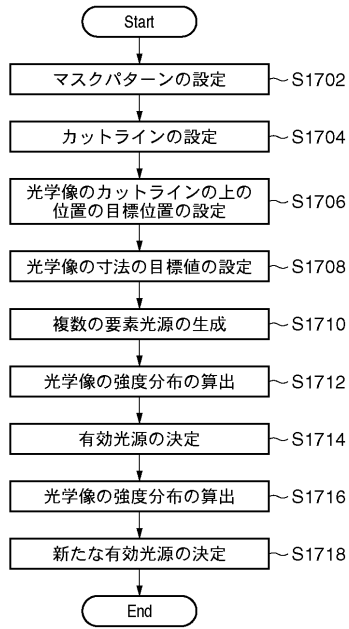 Start
マスクパターンの設定
S1702
カットラインの設定
S1704
光学像のカットラインの上の
位置の目標位置の設定
S1706
光学像の寸法の目標値の設定
S1708
複数の要素光源の生成
S1710
光学像の強度分布の算出
S1712
有効光源の決定
S1714
光学像の強度分布の算出
S1716
新たな有効光源の決定
S1718
End